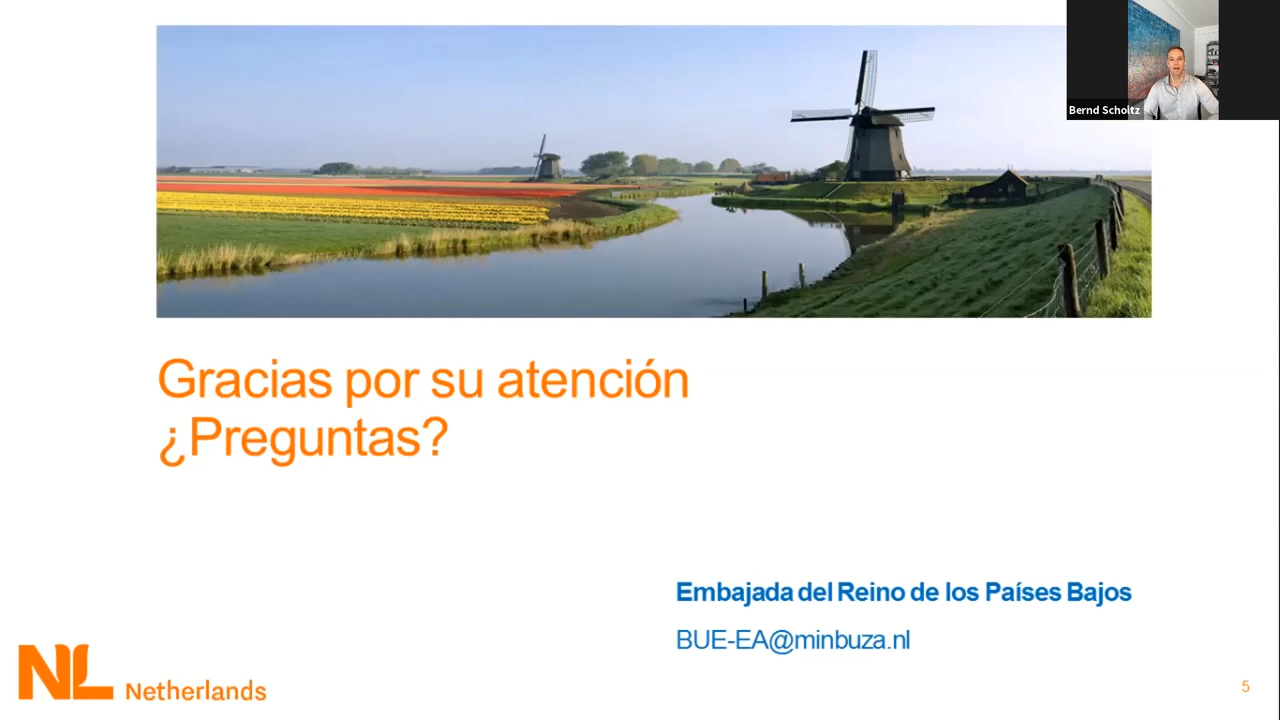 Bernd Scholtz
Gracias por su atención
¿Preguntas?
Embajada del Reino de los Países Bajos
BUE-EA@minbuza.nl
NL Netherlands
5